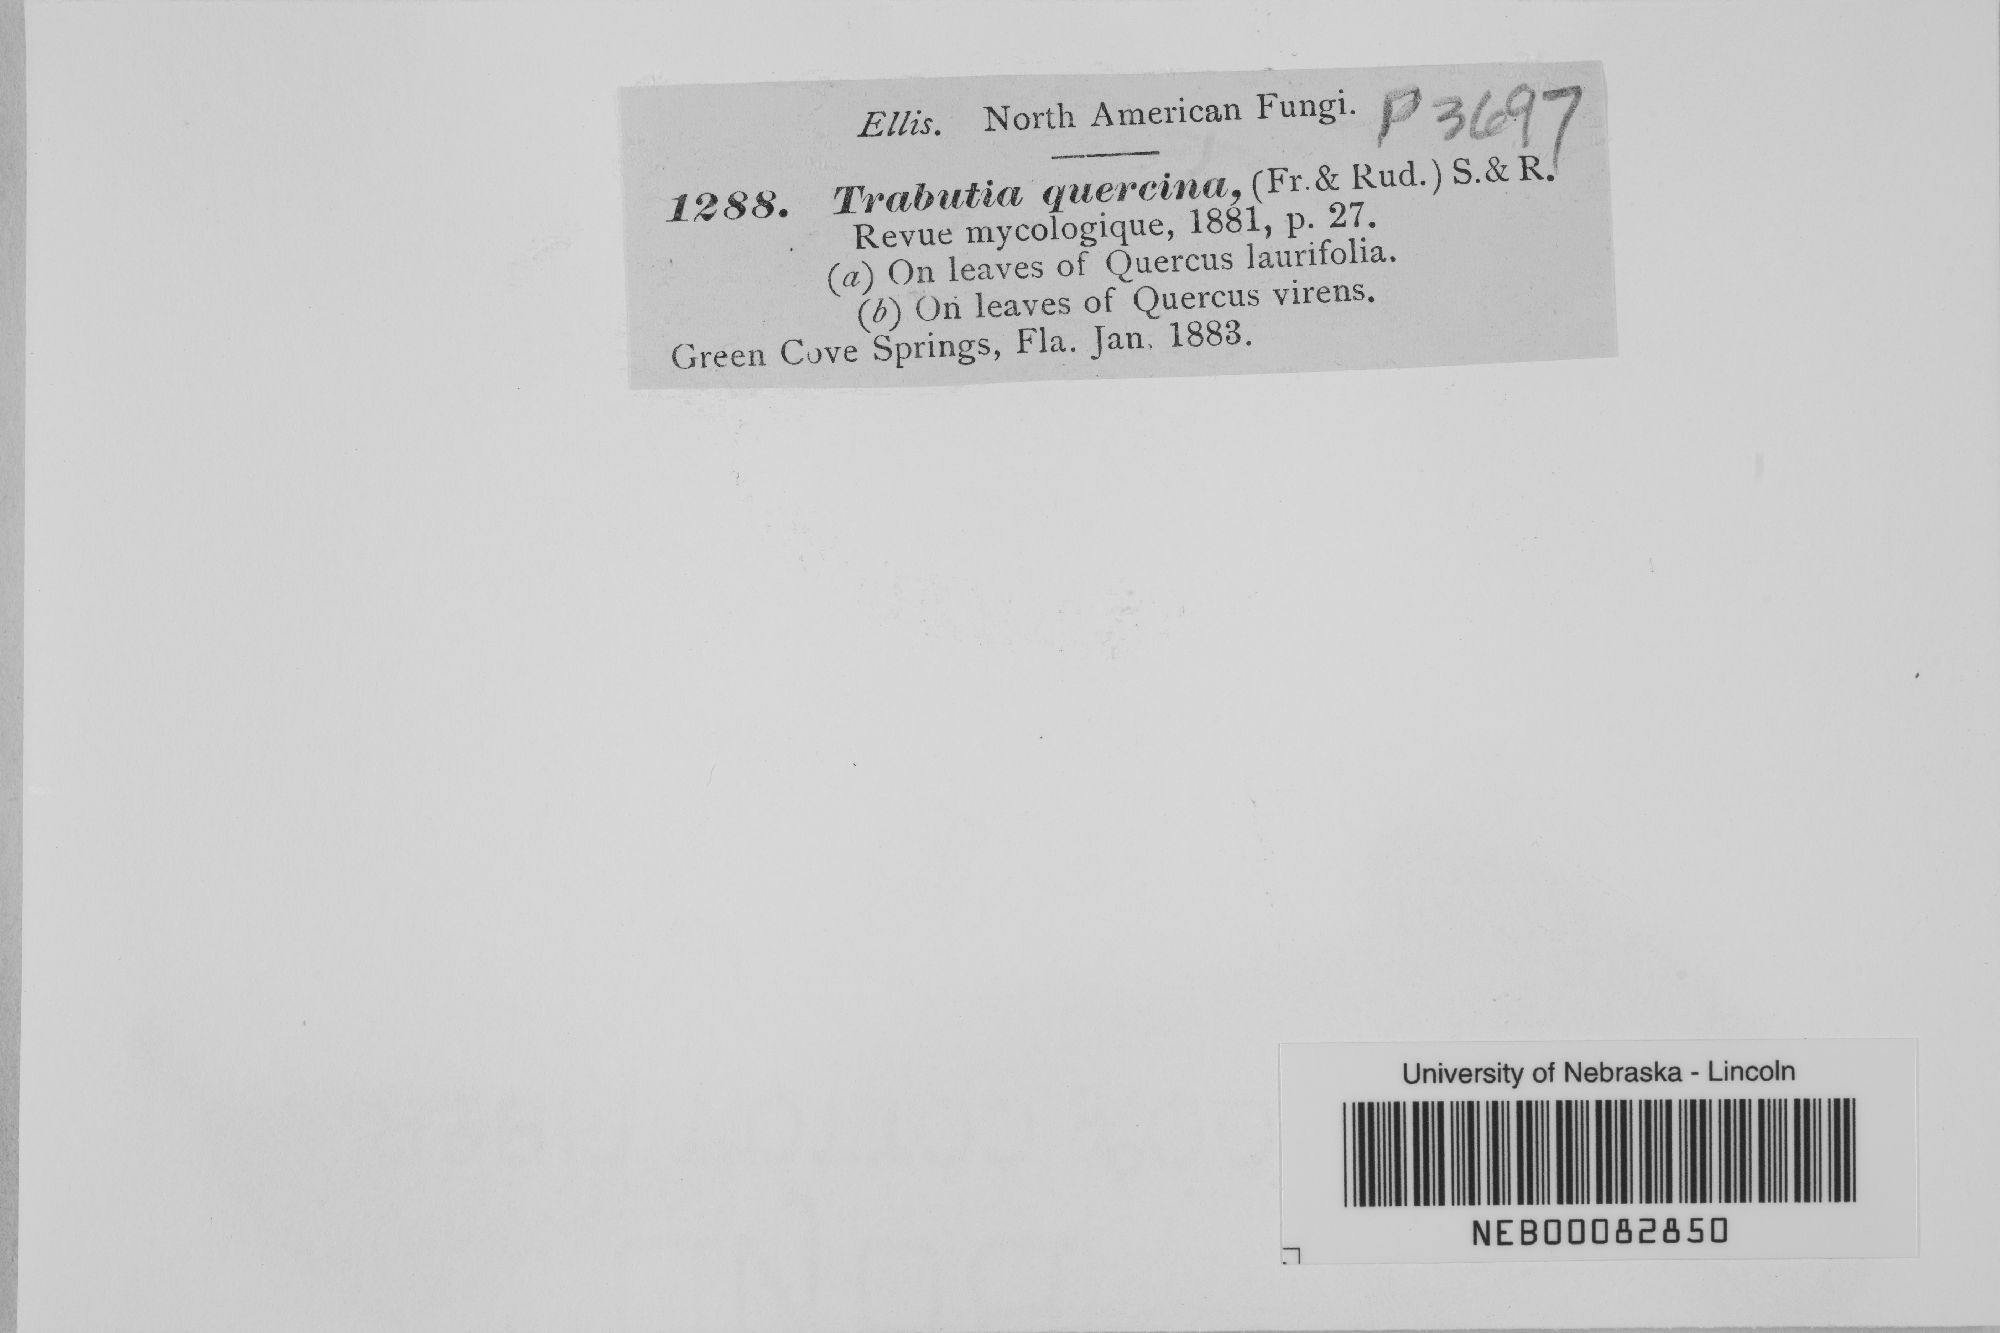 Ellis. North American Fungi. P3697
1288. Trabutia quercina, (Fr. & Rud.) S. & R.
Revue mycologique, 1881, p. 27.
(a) On leaves of Quercus laurifolia.
(b) On leaves of Quercus virens.
Green Cove Springs, Fla. Jan. 1883.
University of Nebraska - Lincoln
NEB00082850